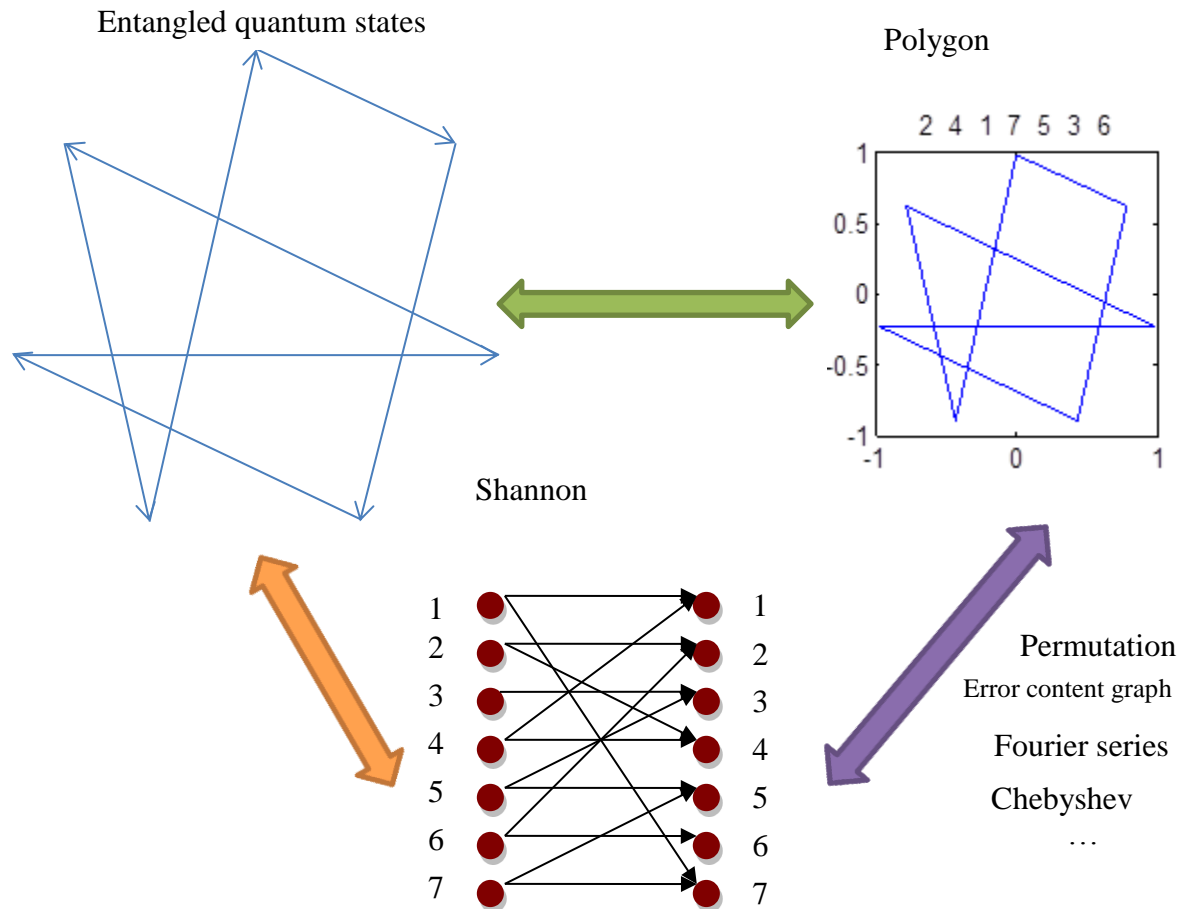 Entangled quantum states
Polygon
2 4 1 7 5 3 6
1
0.5
0
-0.5
-1
-1 0 1
Shannon
1 1
2 2
3 3
4 4
5 5
6 6
7 7
Permutation
Error content graph
Fourier series
Chebyshev
…